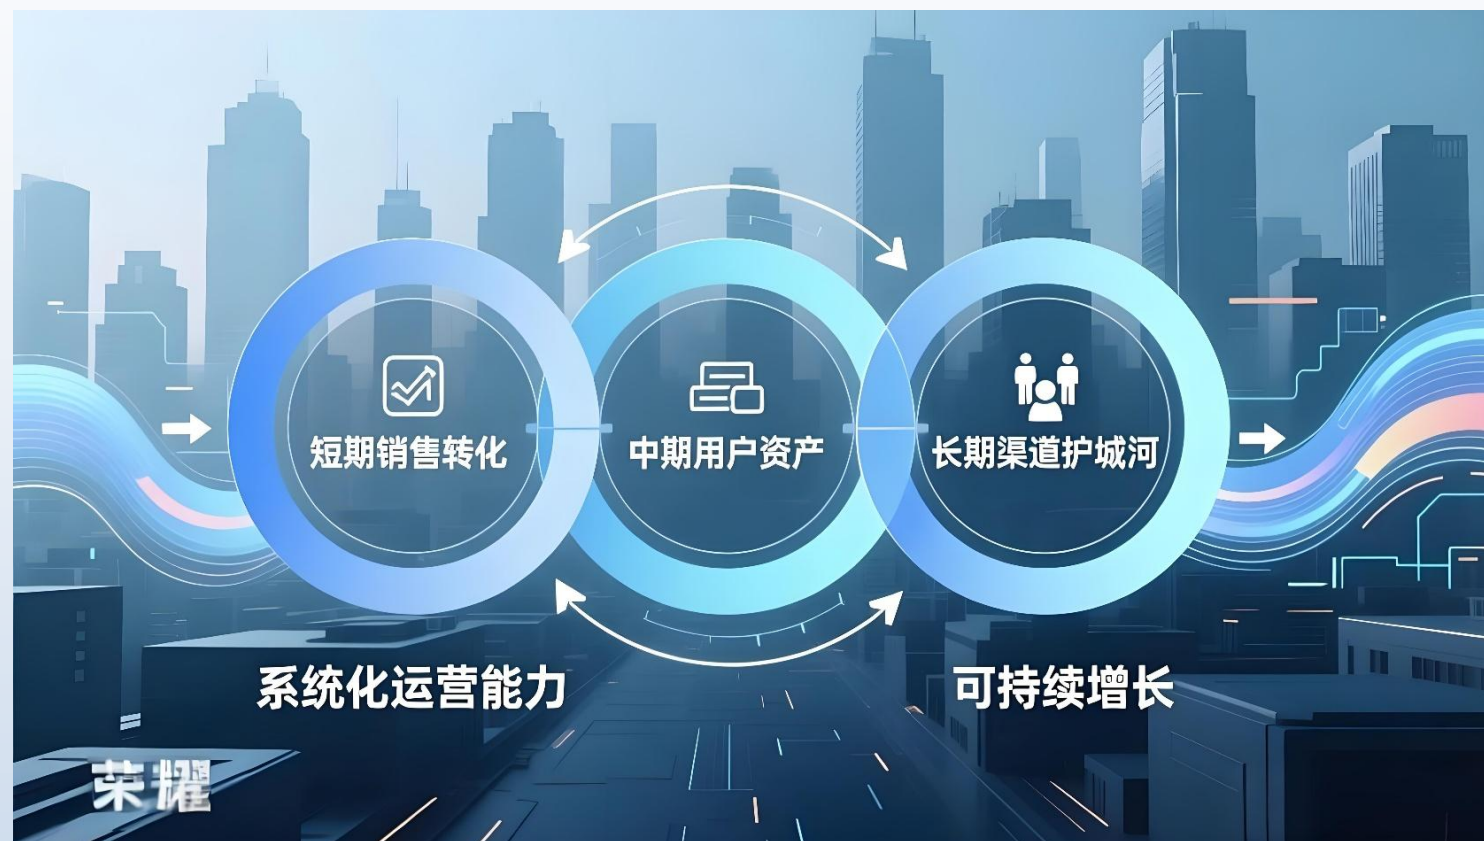 短期销售转化
中期用户资产
长期渠道护城河
系统化运营能力
可持续增长
荣耀